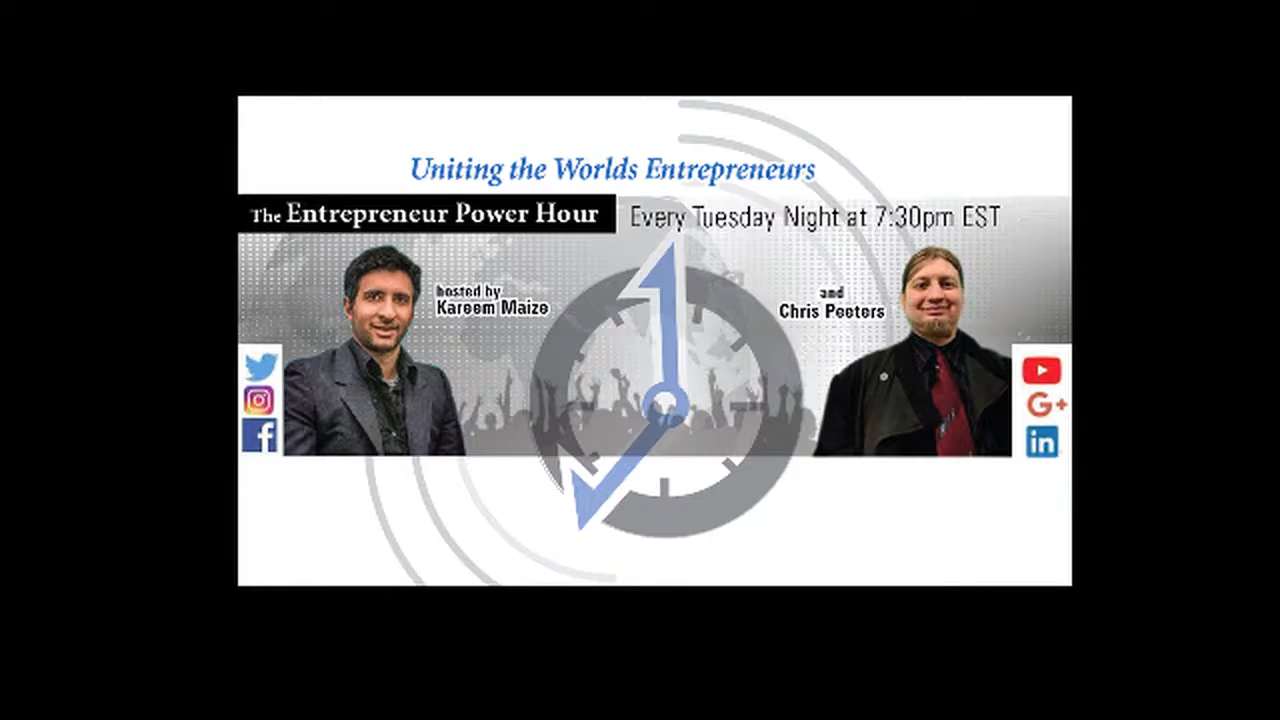 Uniting the Worlds Entrepreneurs
The Entrepreneur Power Hour
Every Tuesday Night at 7:30pm EST
hosted by
Kareem Maize
and
Chris Peeters
f
G+
in